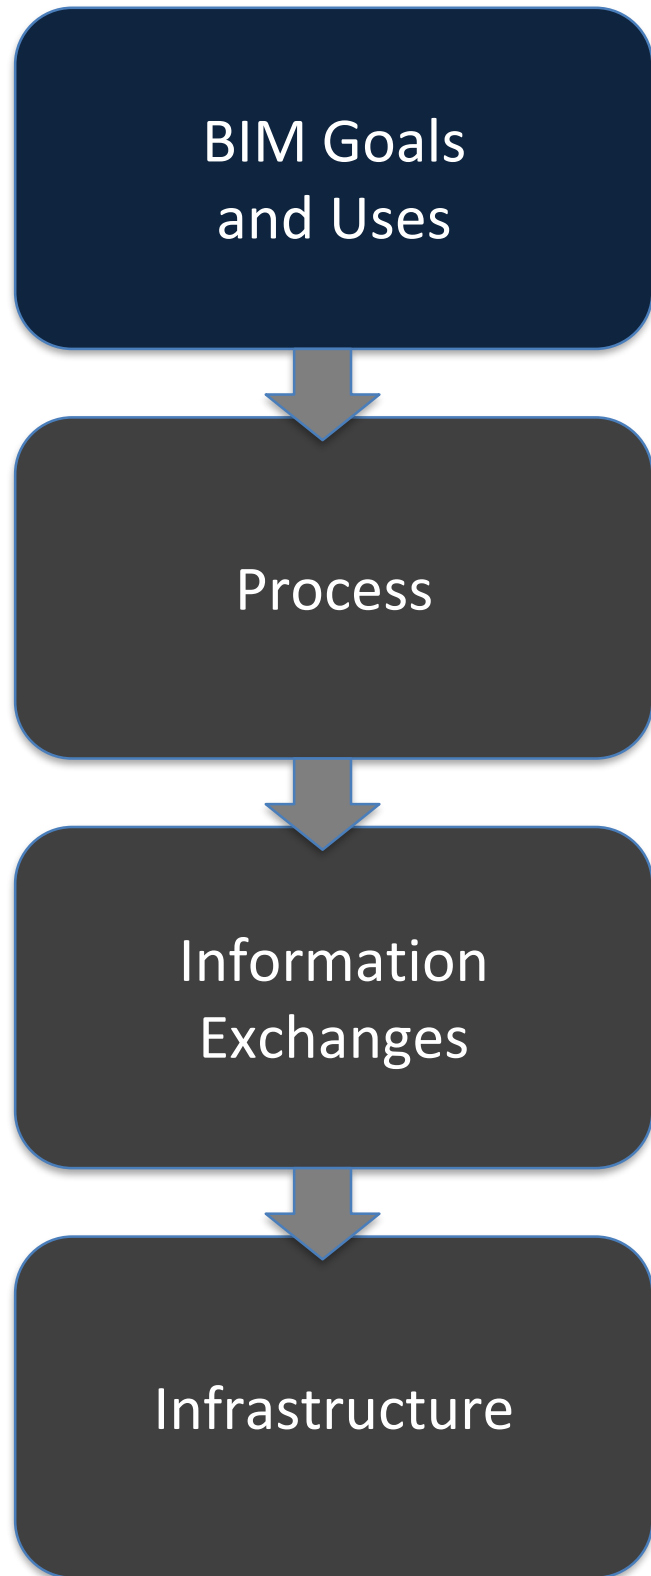 BIM Goals
and Uses
Process
Information
Exchanges
Infrastructure